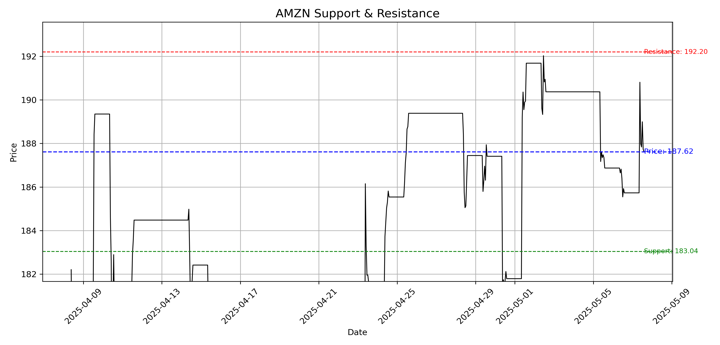 AMZN Support & Resistance
Price
192
190
188
186
184
182
Resistance: 192.20
Price: 187.62
Support: 183.04
2025-04-09
2025-04-13
2025-04-17
2025-04-21
2025-04-25
2025-04-29
2025-05-01
2025-05-05
2025-05-09
Date